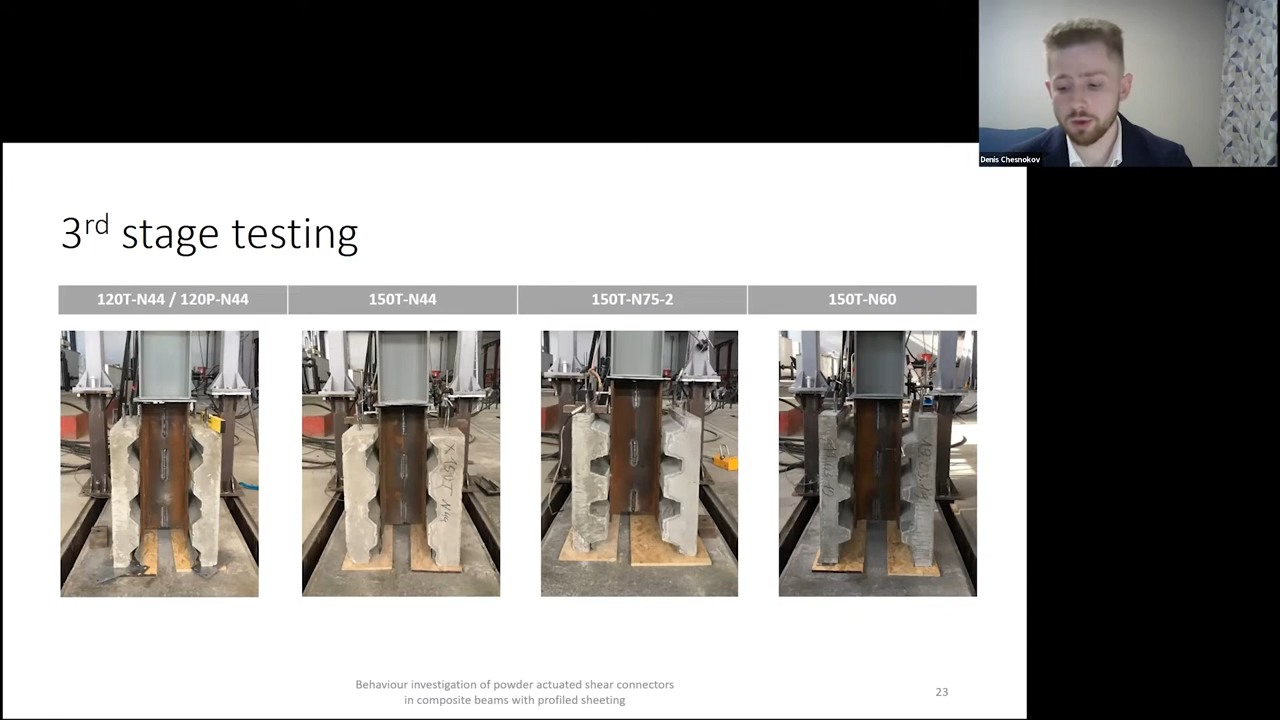 Denis Chesnokov
3rd stage testing
120T-N44 / 120P-N44
150T-N44
150T-N75-2
150T-N60
Behaviour investigation of powder actuated shear connectors
in composite beams with profiled sheeting
23